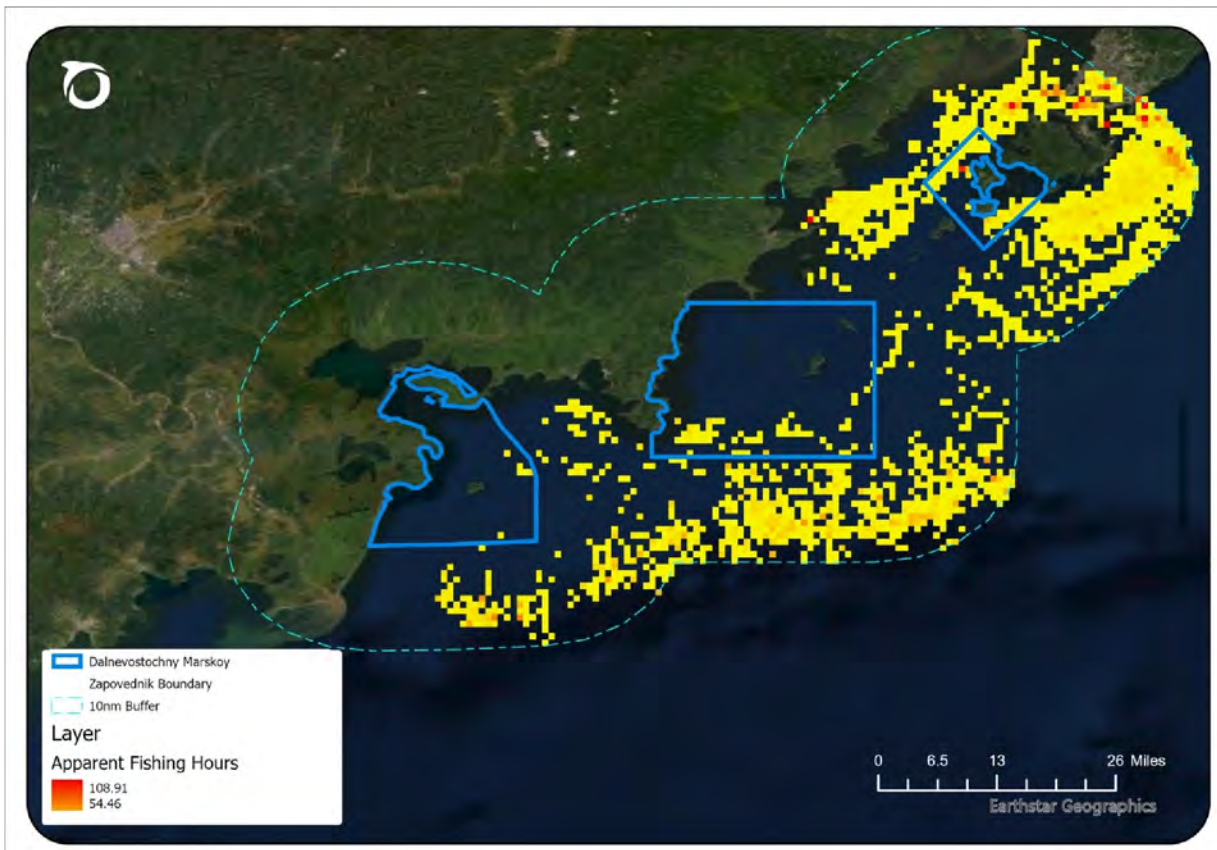 Dalnevostochny Marskoy
Zapovednik Boundary
10nm Buffer
Layer
Apparent Fishing Hours
108.91
54.46
0 6.5 13 26 Miles
Earthstar Geographics